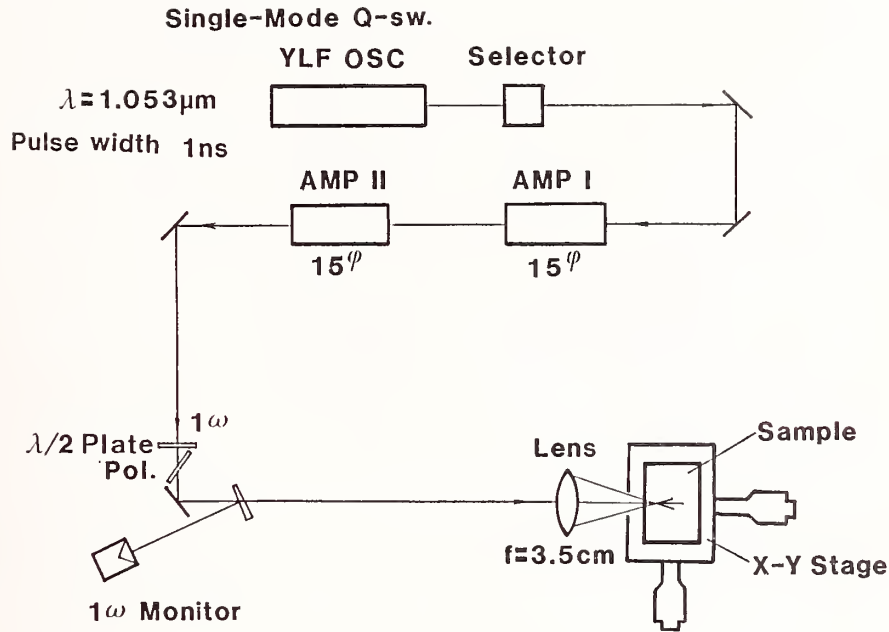 Single-Mode Q-sw.
YLF OSC
Selector
λ=1.053μm
Pulse width 1ns
AMP II
AMP I
15φ
15φ
1ω
λ/2 Plate
Pol.
Lens
Sample
f=3.5cm
X-Y Stage
1ω Monitor